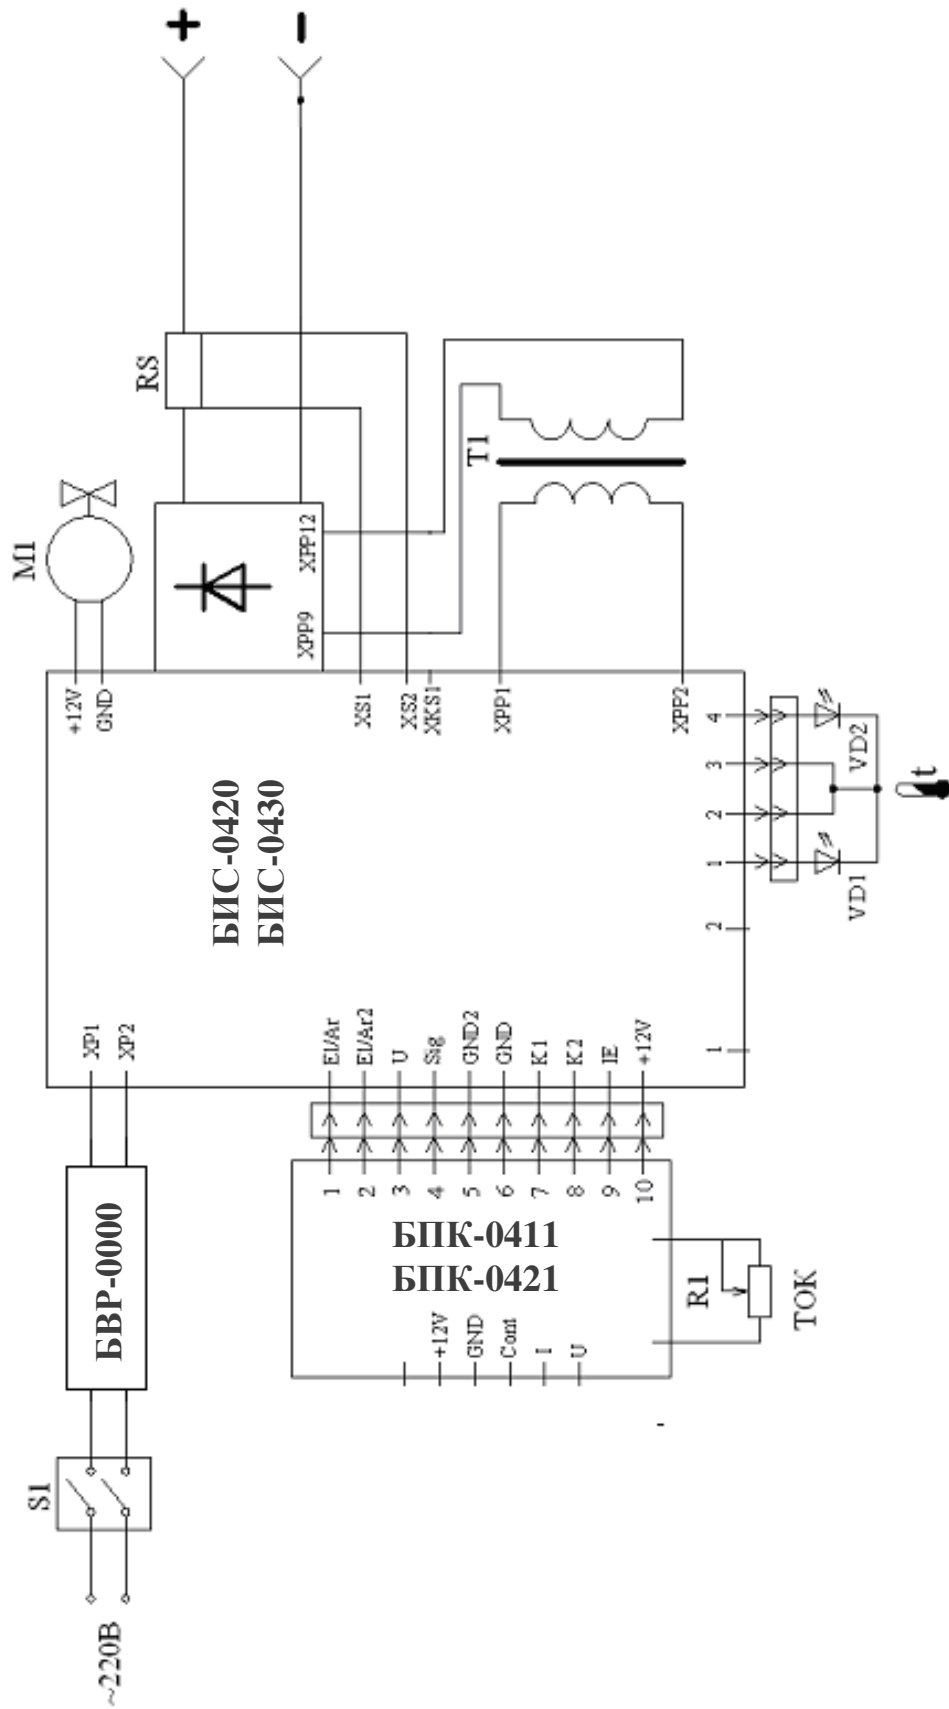 ~220В
S1
БВР-0000
XP1
XP2
БИС-0420
БИС-0430
+12V
GND
M1
RS
+
−
XPP9
XPP12
XS1
XS2
XKS1
XPP1
XPP2
T1
БПК-0411
БПК-0421
+12V
GND
Cont
I
U
1
2
3
4
5
6
7
8
9
10
El/Ar
El/Ar2
U
Sig
GND2
GND
K1
K2
IE
+12V
R1
ТОК
1
2
1
2
3
4
VD1
VD2
t